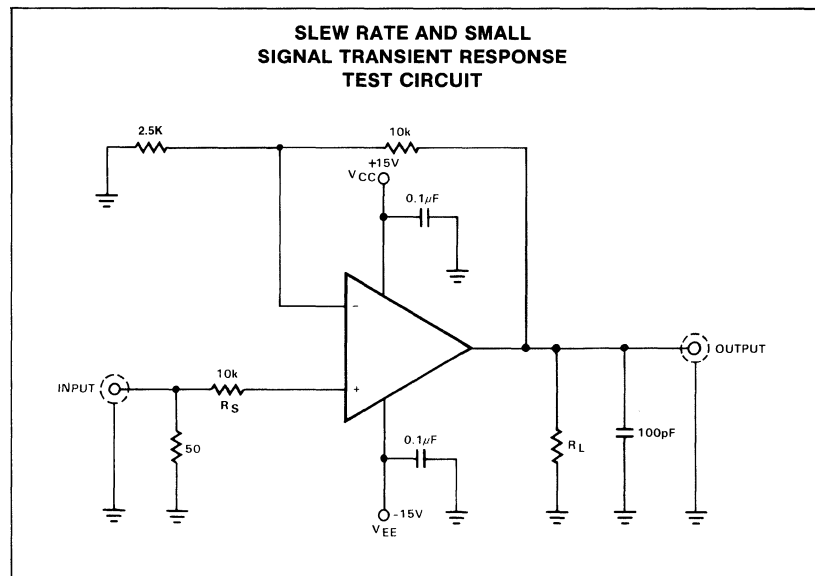 SLEW RATE AND SMALL
SIGNAL TRANSIENT RESPONSE
TEST CIRCUIT
2.5K
10k
+15V
VCC
0.1μF
-
INPUT
10k
RS
+
OUTPUT
50
0.1μF
RL
100pF
-15V
VEE